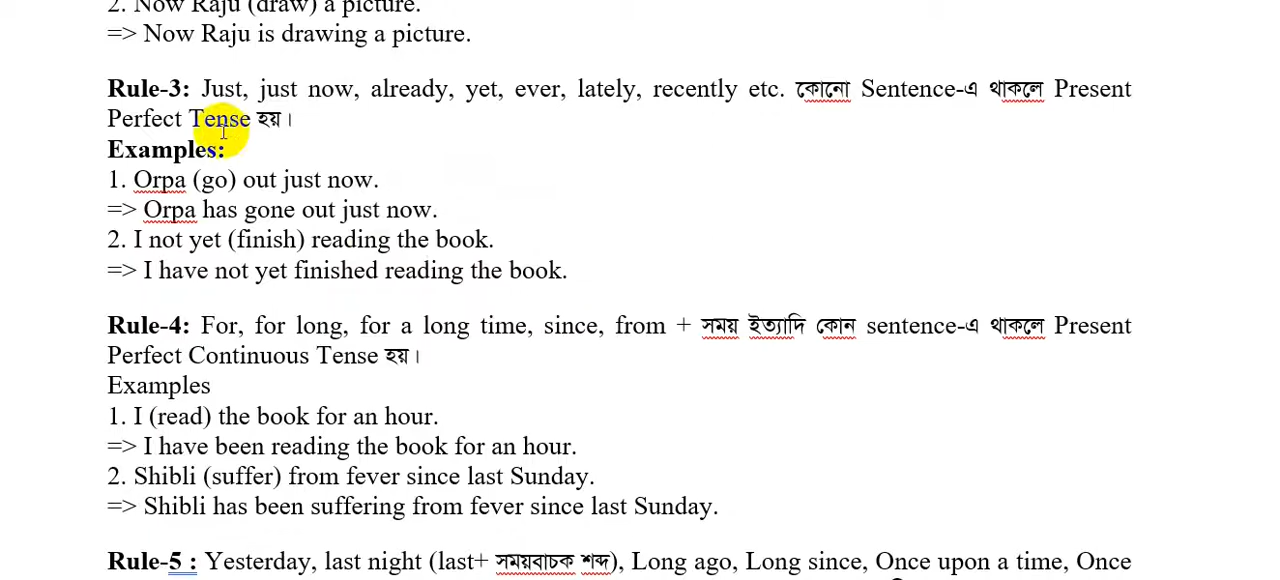 2. Now Raju (draw) a picture.
=> Now Raju is drawing a picture.
Rule-3: Just, just now, already, yet, ever, lately, recently etc. কোনো Sentence-এ থাকলে Present
Perfect Tense হয়।
Examples:
1. Orpa (go) out just now.
=> Orpa has gone out just now.
2. I not yet (finish) reading the book.
=> I have not yet finished reading the book.
Rule-4: For, for long, for a long time, since, from + সময় ইত্যাদি কোন sentence-এ থাকলে Present
Perfect Continuous Tense হয়।
Examples
1. I (read) the book for an hour.
=> I have been reading the book for an hour.
2. Shibli (suffer) from fever since last Sunday.
=> Shibli has been suffering from fever since last Sunday.
Rule-5 : Yesterday, last night (last+ সময়বাচক শব্দ), Long ago, Long since, Once upon a time, Once